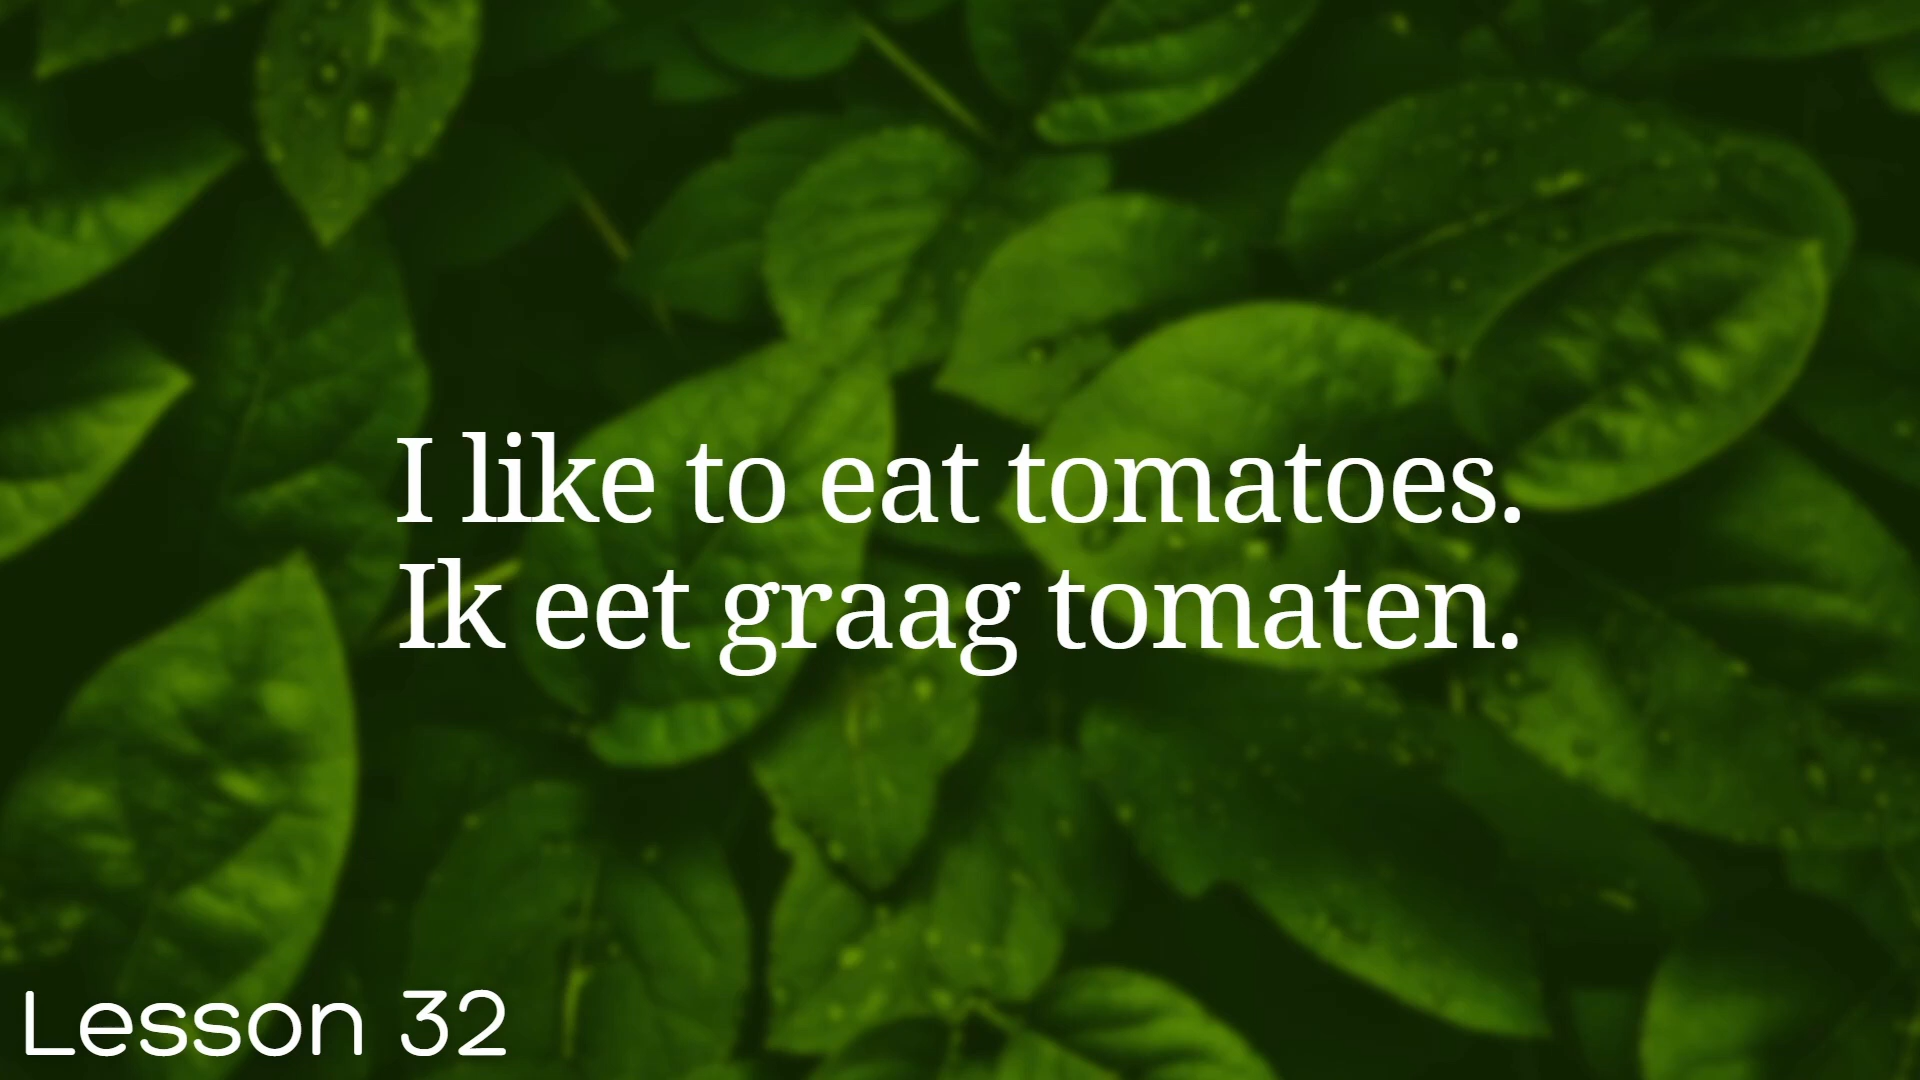 I like to eat tomatoes.
Ik eet graag tomaten.
Lesson 32